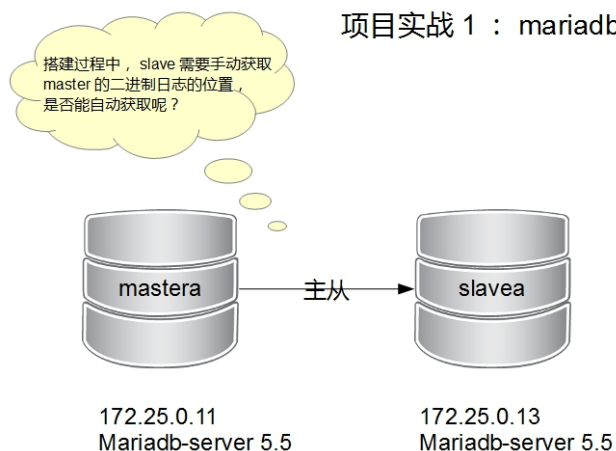 项目实战 1 ： mariadb
搭建过程中， slave 需要手动获取
master 的二进制日志的位置，
是否能自动获取呢？
mastera
主从
slavea
172.25.0.11
Mariadb-server 5.5
172.25.0.13
Mariadb-server 5.5